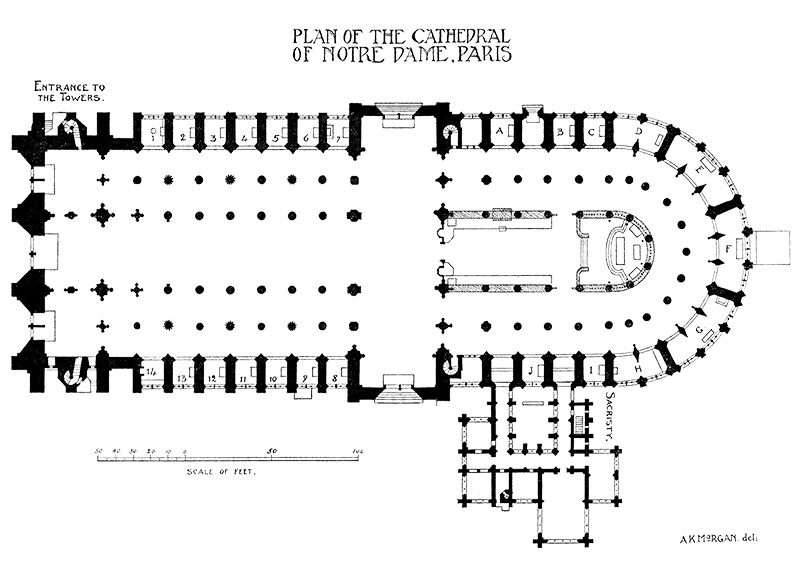 PLAN OF THE CATHEDRAL
OF NOTRE DAME, PARIS
ENTRANCE TO
THE TOWERS.
1 2 3 4 5 6 7
A B C D
E
F
G
H
I
J
14 13 12 11 10 9 8
SACRISTY.
50 40 30 20 10 0 50 100
SCALE OF FEET.
A.K.McORGAN. del: